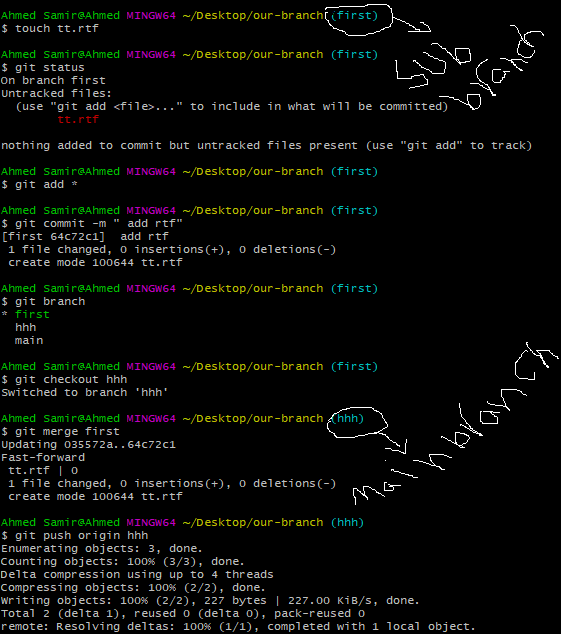 Ahmed Samir@Ahmed MINGW64 ~/Desktop/our-branch (first)
$ touch tt.rtf
Ahmed Samir@Ahmed MINGW64 ~/Desktop/our-branch (first)
$ git status
On branch first
Untracked files:
  (use "git add <file>..." to include in what will be committed)
        tt.rtf
nothing added to commit but untracked files present (use "git add" to track)
Ahmed Samir@Ahmed MINGW64 ~/Desktop/our-branch (first)
$ git add *
Ahmed Samir@Ahmed MINGW64 ~/Desktop/our-branch (first)
$ git commit -m " add rtf"
[first 64c72c1]  add rtf
 1 file changed, 0 insertions(+), 0 deletions(-)
 create mode 100644 tt.rtf
Ahmed Samir@Ahmed MINGW64 ~/Desktop/our-branch (first)
$ git branch
* first
  hhh
  main
Ahmed Samir@Ahmed MINGW64 ~/Desktop/our-branch (first)
$ git checkout hhh
Switched to branch 'hhh'
Ahmed Samir@Ahmed MINGW64 ~/Desktop/our-branch (hhh)
$ git merge first
Updating 035572a..64c72c1
Fast-forward
 tt.rtf | 0
 1 file changed, 0 insertions(+), 0 deletions(-)
 create mode 100644 tt.rtf
Ahmed Samir@Ahmed MINGW64 ~/Desktop/our-branch (hhh)
$ git push origin hhh
Enumerating objects: 3, done.
Counting objects: 100% (3/3), done.
Delta compression using up to 4 threads
Compressing objects: 100% (2/2), done.
Writing objects: 100% (2/2), 227 bytes | 227.00 KiB/s, done.
Total 2 (delta 1), reused 0 (delta 0), pack-reused 0
remote: Resolving deltas: 100% (1/1), completed with 1 local object.